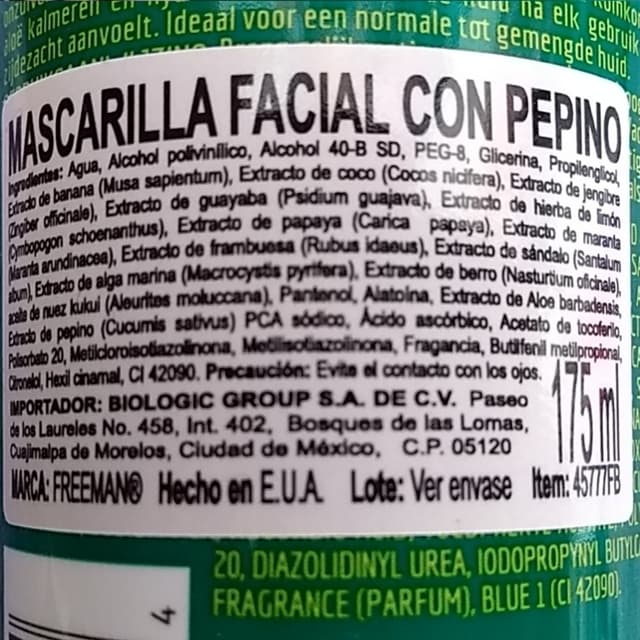 kalmeren en
na elk gebruik
ijdezacht aanvoelt. Ideaal voor een normale tot gemengde huid.
MASCARILLA FACIAL CON PEPINO
Ingredientes: Agua, Alcohol polivinílico, Alcohol 40-B SD, PEG-8, Glicerina, Propilenglicol,
Extracto de banana (Musa sapientum), Extracto de coco (Cocos nicifera), Extracto de jengibre
(Zingiber officinale), Extracto de guayaba (Psidium guajava), Extracto de hierba de limón
(Cymbopogon schoenanthus), Extracto de papaya (Carica papaya), Extracto de maranta
(Maranta arundinacea), Extracto de frambuesa (Rubus idaeus), Extracto de sándalo (Santalum
album), Extracto de alga marina (Macrocystis pyrifera), Extracto de berro (Nasturtium officinale),
aceite de nuez kukui (Aleurites moluccana), Pantenol, Alatoína, Extracto de Aloe barbadensis,
Extracto de pepino (Cucumis sativus) PCA sódico, Ácido ascórbico, Acetato de tocoferilo,
Polisorbato 20, Metilcloroisotiazolinona, Metilisotiazolinona, Fragancia, Butilfenil metilpropional,
Citronelol, Hexil cinamal, CI 42090. Precaución: Evite el contacto con los ojos.
IMPORTADOR: BIOLOGIC GROUP S.A. DE C.V. Paseo
de los Laureles No. 458, Int. 402, Bosques de las Lomas,
Cuajimalpa de Morelos, Ciudad de México, C.P. 05120
175 ml
MARCA: FREEMAN® Hecho en E.U.A. Lote: Ver envase Item: 45777FB
20, DIAZOLIDINYL UREA, IODOPROPYNYL BUTYLC
FRAGRANCE (PARFUM), BLUE 1 (CI 42090).
4